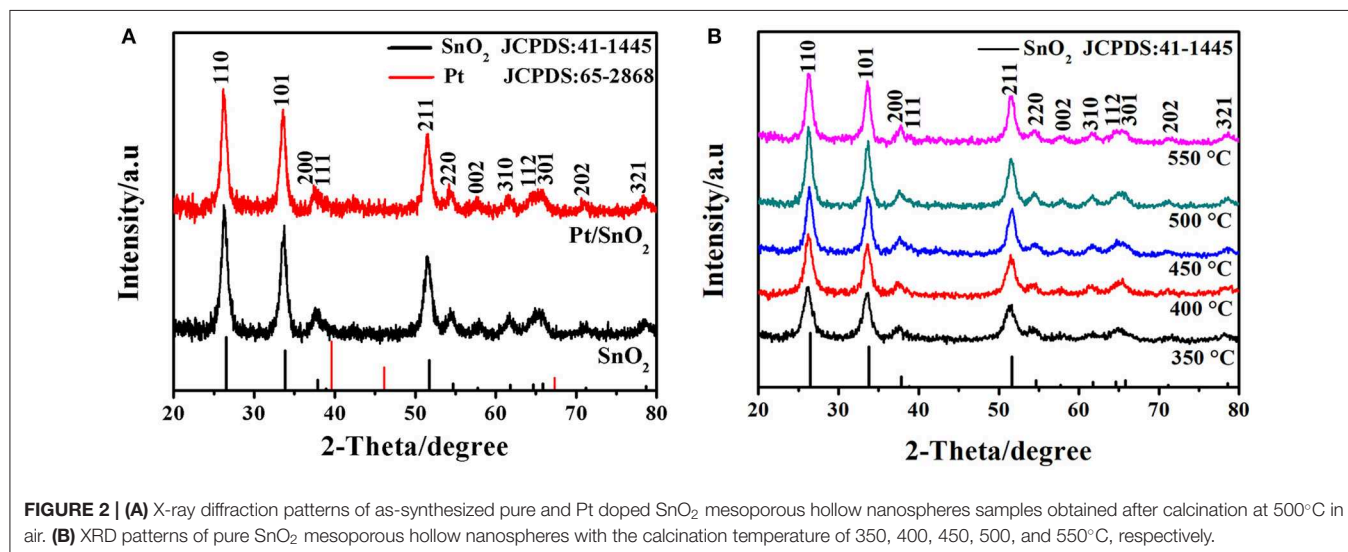 A
SnO2 JCPDS:41-1445
Pt JCPDS:65-2868
110
101
200
111
211
220
002
310
112
301
202
321
Pt/SnO2
SnO2
Intensity/a.u
20 30 40 50 60 70 80
2-Theta/degree
B
SnO2 JCPDS:41-1445
110
101
200
111
211
220
002
310
112
301
202
321
550 °C
500 °C
450 °C
400 °C
350 °C
Intensity/a.u
20 30 40 50 60 70 80
2-Theta/degree
FIGURE 2 | (A) X-ray diffraction patterns of as-synthesized pure and Pt doped SnO2 mesoporous hollow nanospheres samples obtained after calcination at 500°C in
air. (B) XRD patterns of pure SnO2 mesoporous hollow nanospheres with the calcination temperature of 350, 400, 450, 500, and 550°C, respectively.